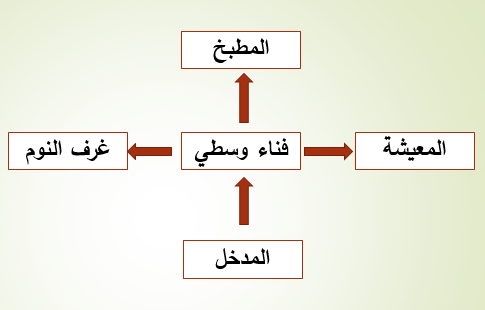 المطبخ
المعيشة
فناء وسطي
غرف النوم
المدخل